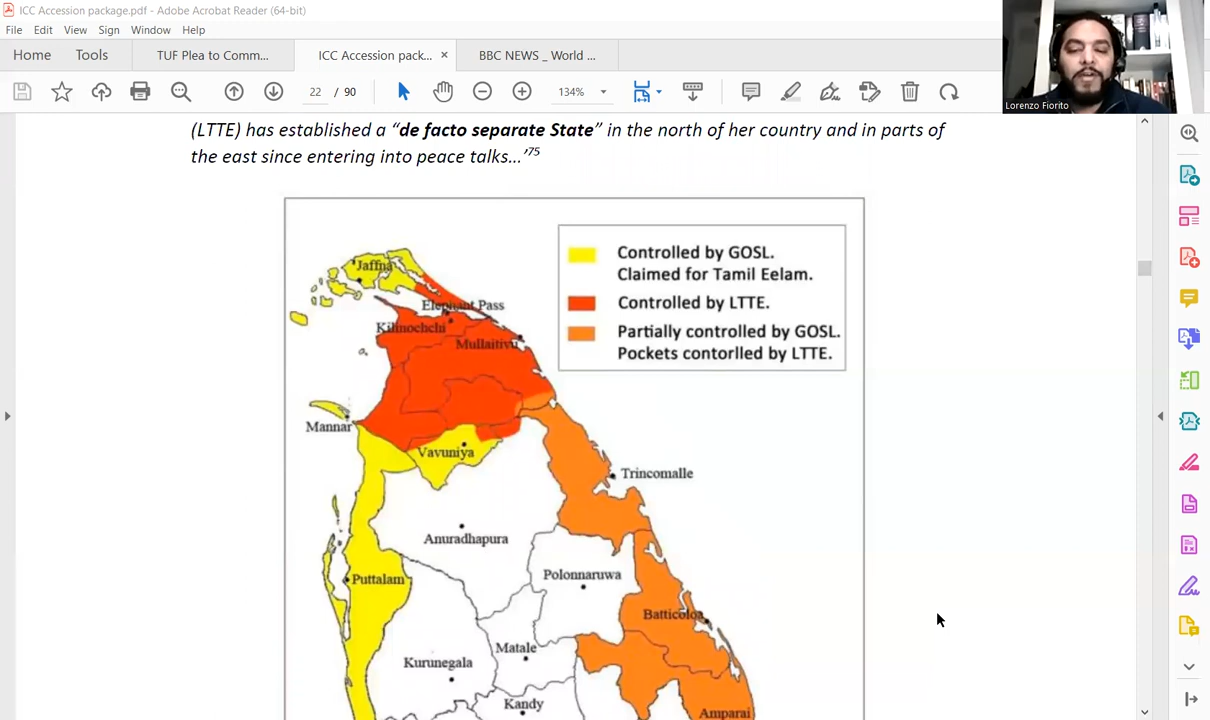 ICC Accession package.pdf - Adobe Acrobat Reader (64-bit)
File Edit View Sign Window Help
Home Tools TUF Plea to Comm... ICC Accession pack... × BBC NEWS _ World ...
22 / 90 134%
Lorenzo Fiorito
(LTTE) has established a “de facto separate State” in the north of her country and in parts of
the east since entering into peace talks…’75
Controlled by GOSL.
Claimed for Tamil Eelam.
Controlled by LTTE.
Partially controlled by GOSL.
Pockets contorlled by LTTE.
Jaffna
Elephant Pass
Kilinochchi
Mullaitivu
Mannar
Vavuniya
Trincomalle
Anuradhapura
Polonnaruwa
Puttalam
Batticoloa
Matale
Kurunegala
Kandy
Amparai